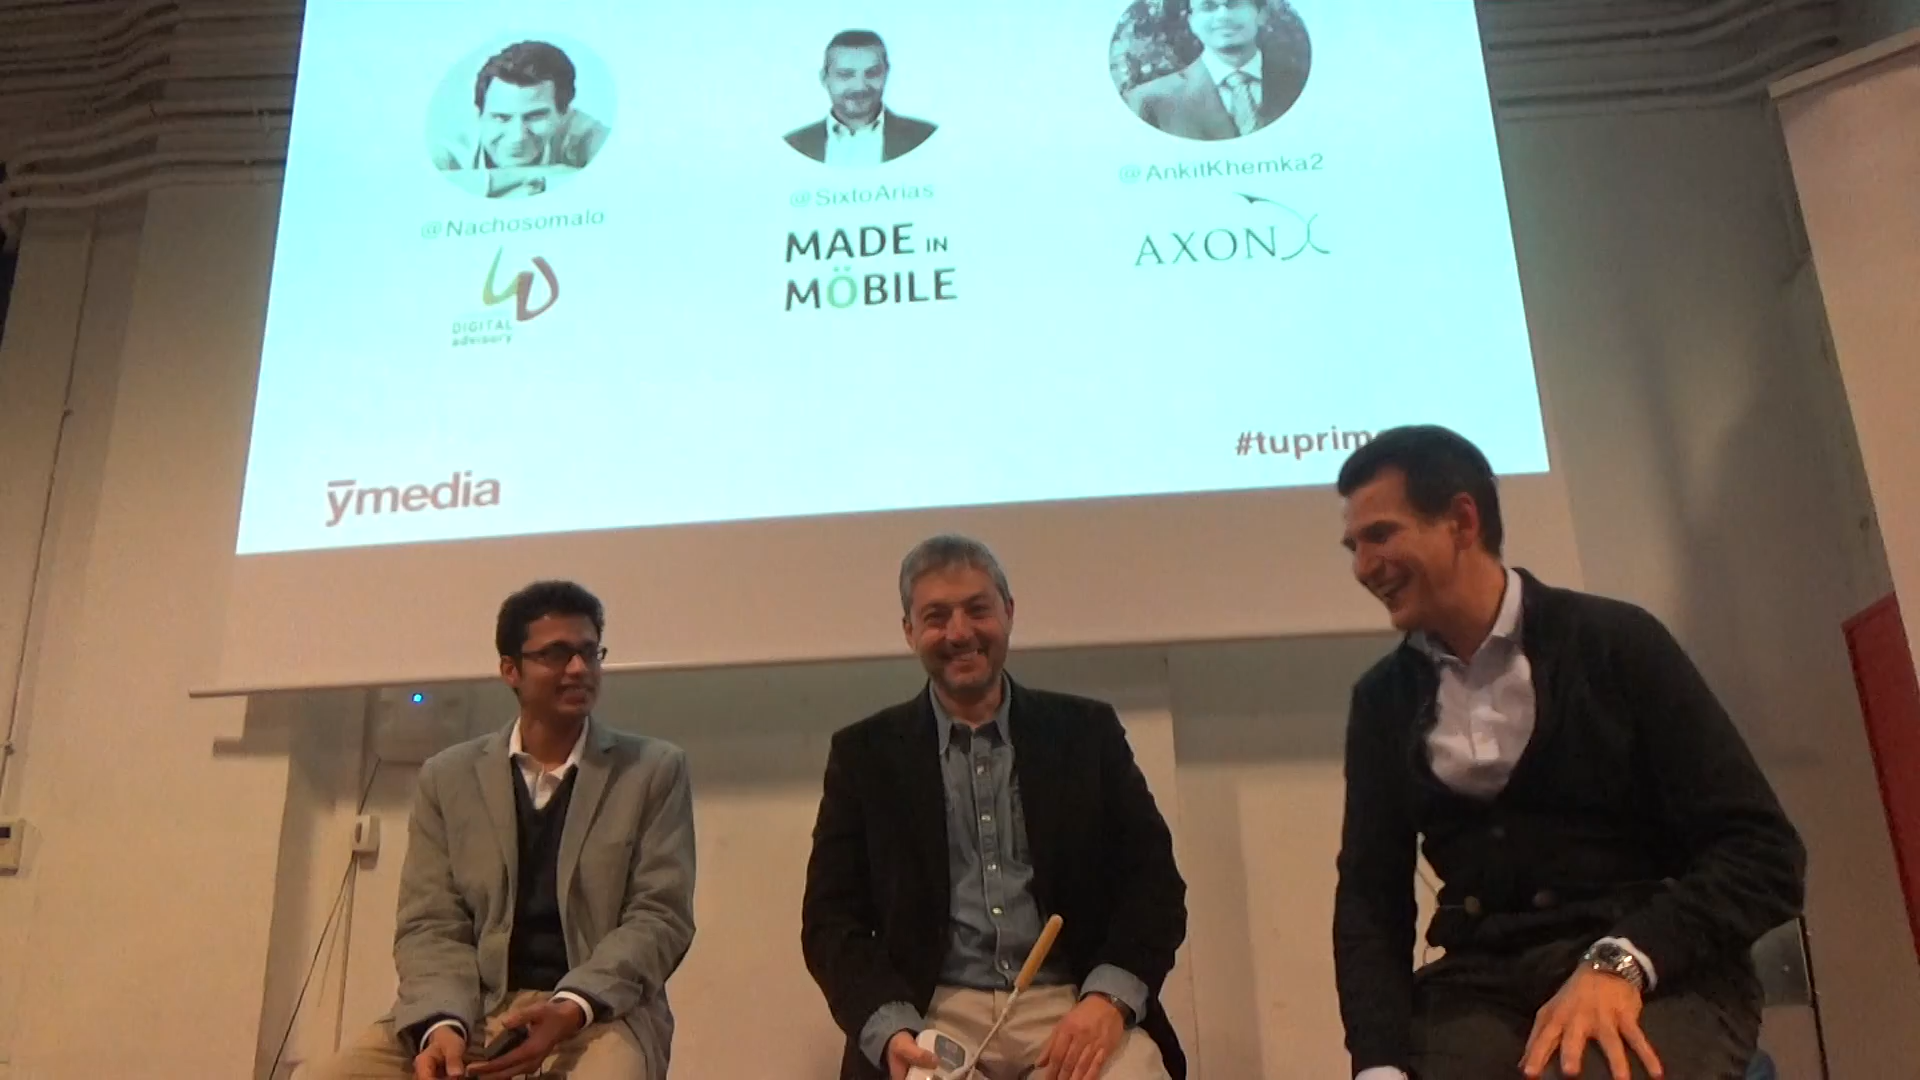 @Nachosomalo
DIGITAL
advisory
@SixtoArias
MADE IN
MÖBILE
@AnkitKhemka2
AXON
#tuprim
ymedia